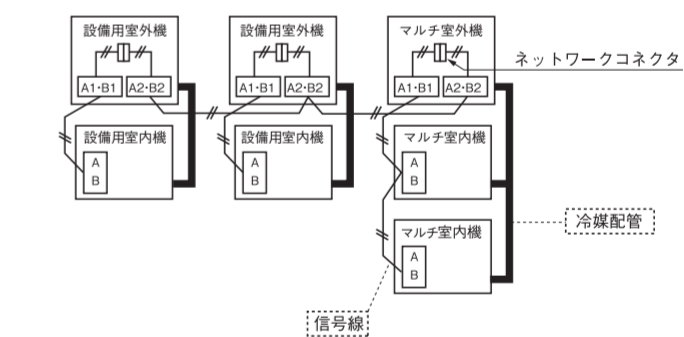 設備用室外機
設備用室外機
マルチ室外機
ネットワークコネクタ
A1・B1
A2・B2
A1・B1
A2・B2
A1・B1
A2・B2
設備用室内機
設備用室内機
マルチ室内機
A
B
A
B
A
B
マルチ室内機
冷媒配管
A
B
信号線